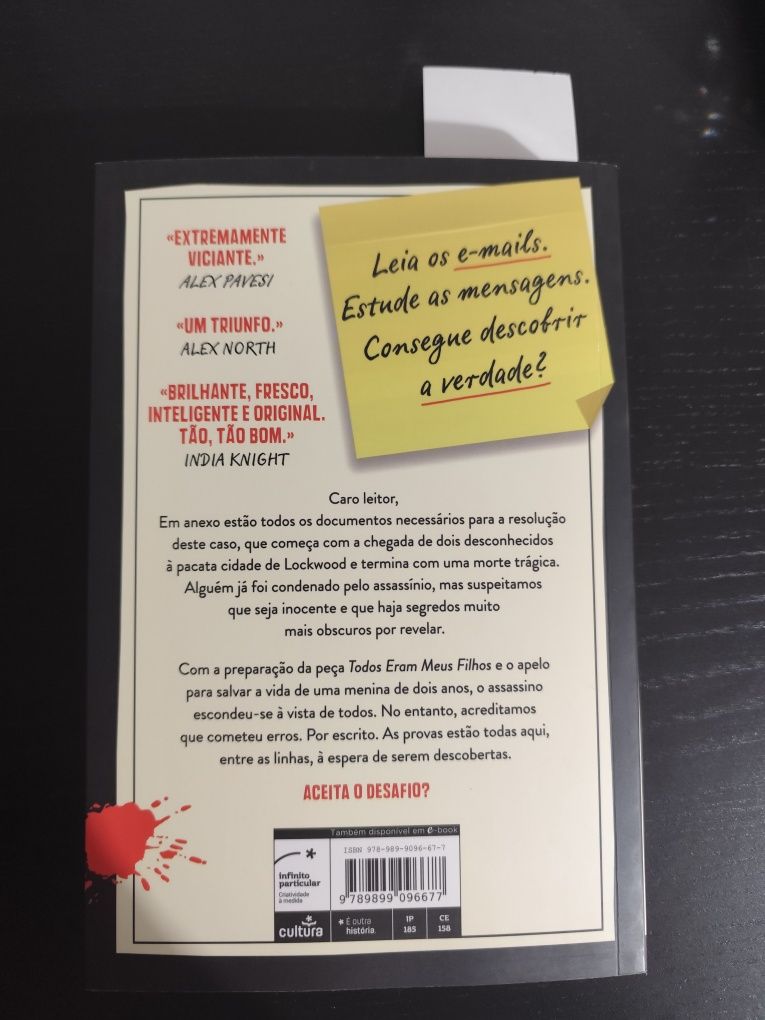 «EXTREMAMENTE
VICIANTE.»
ALEX PAVESI
«UM TRIUNFO.»
ALEX NORTH
«BRILHANTE, FRESCO,
INTELIGENTE E ORIGINAL.
TÃO, TÃO BOM.»
INDIA KNIGHT
Leia os e-mails.
Estude as mensagens.
Consegue descobrir
a verdade?
Caro leitor,
Em anexo estão todos os documentos necessários para a resolução
deste caso, que começa com a chegada de dois desconhecidos
à pacata cidade de Lockwood e termina com uma morte trágica.
Alguém já foi condenado pelo assassínio, mas suspeitamos
que seja inocente e que haja segredos muito
mais obscuros por revelar.
Com a preparação da peça Todos Eram Meus Filhos e o apelo
para salvar a vida de uma menina de dois anos, o assassino
escondeu-se à vista de todos. No entanto, acreditamos
que cometeu erros. Por escrito. As provas estão todas aqui,
entre as linhas, à espera de serem descobertas.
ACEITA O DESAFIO?
Também disponível em e-book
infinito
particular
Criatividade
à medida
ISBN 978-989-9096-67-7
9 789899 096677
cultura
* É outra
história.
IP
185
CE
158